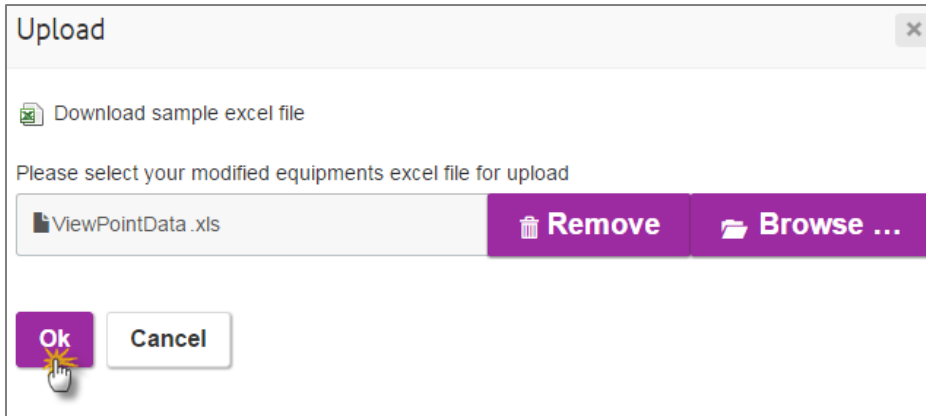 Upload
Download sample excel file
Please select your modified equipments excel file for upload
ViewPointData.xls Remove Browse ...
Ok Cancel